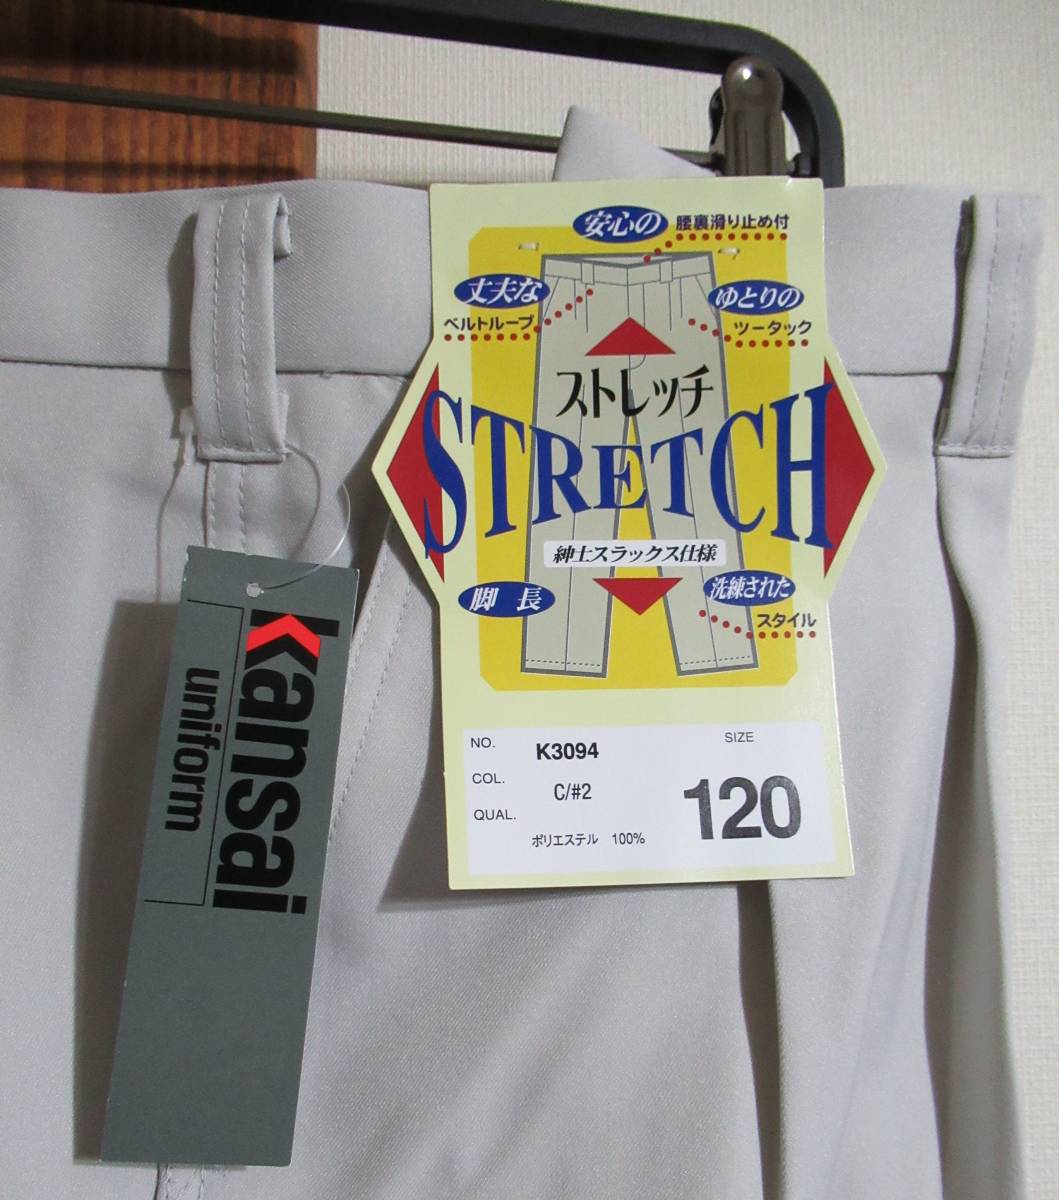 安心の
腰裏滑り止め付
丈夫な
ベルトループ
ゆとりの
ツータック
ストレッチ
STRETCH
紳士スラックス仕様
脚 長
洗練された
スタイル
NO. K3094
SIZE
COL. C/#2
120
QUAL.
ポリエステル 100%
kansai
uniform